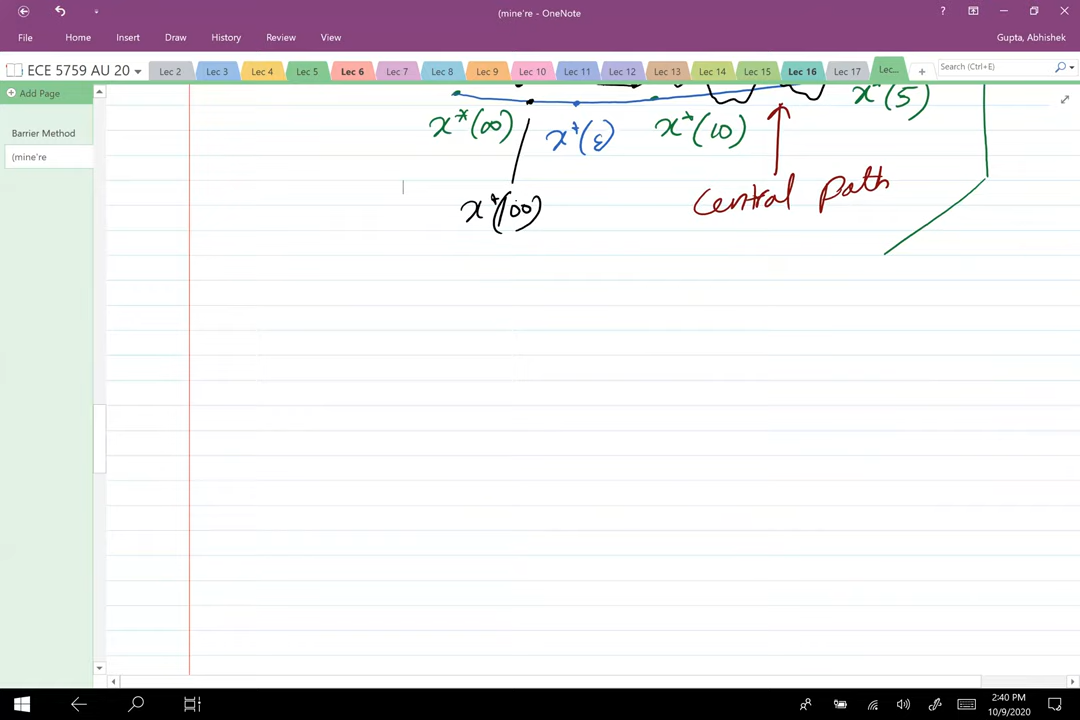 (mine're - OneNote
?
File Home Insert Draw History Review View
Gupta, Abhishek
ECE 5759 AU 20
Lec 2 Lec 3 Lec 4 Lec 5 Lec 6 Lec 7 Lec 8 Lec 9 Lec 10 Lec 11 Lec 12 Lec 13 Lec 14 Lec 15 Lec 16 Lec 17 Lec...
Search (Ctrl+E)
Add Page
Barrier Method
(mine're
x*(∞) x*(ε) x*(10) x*(5)
x*(100)
Central path
2:40 PM
10/9/2020